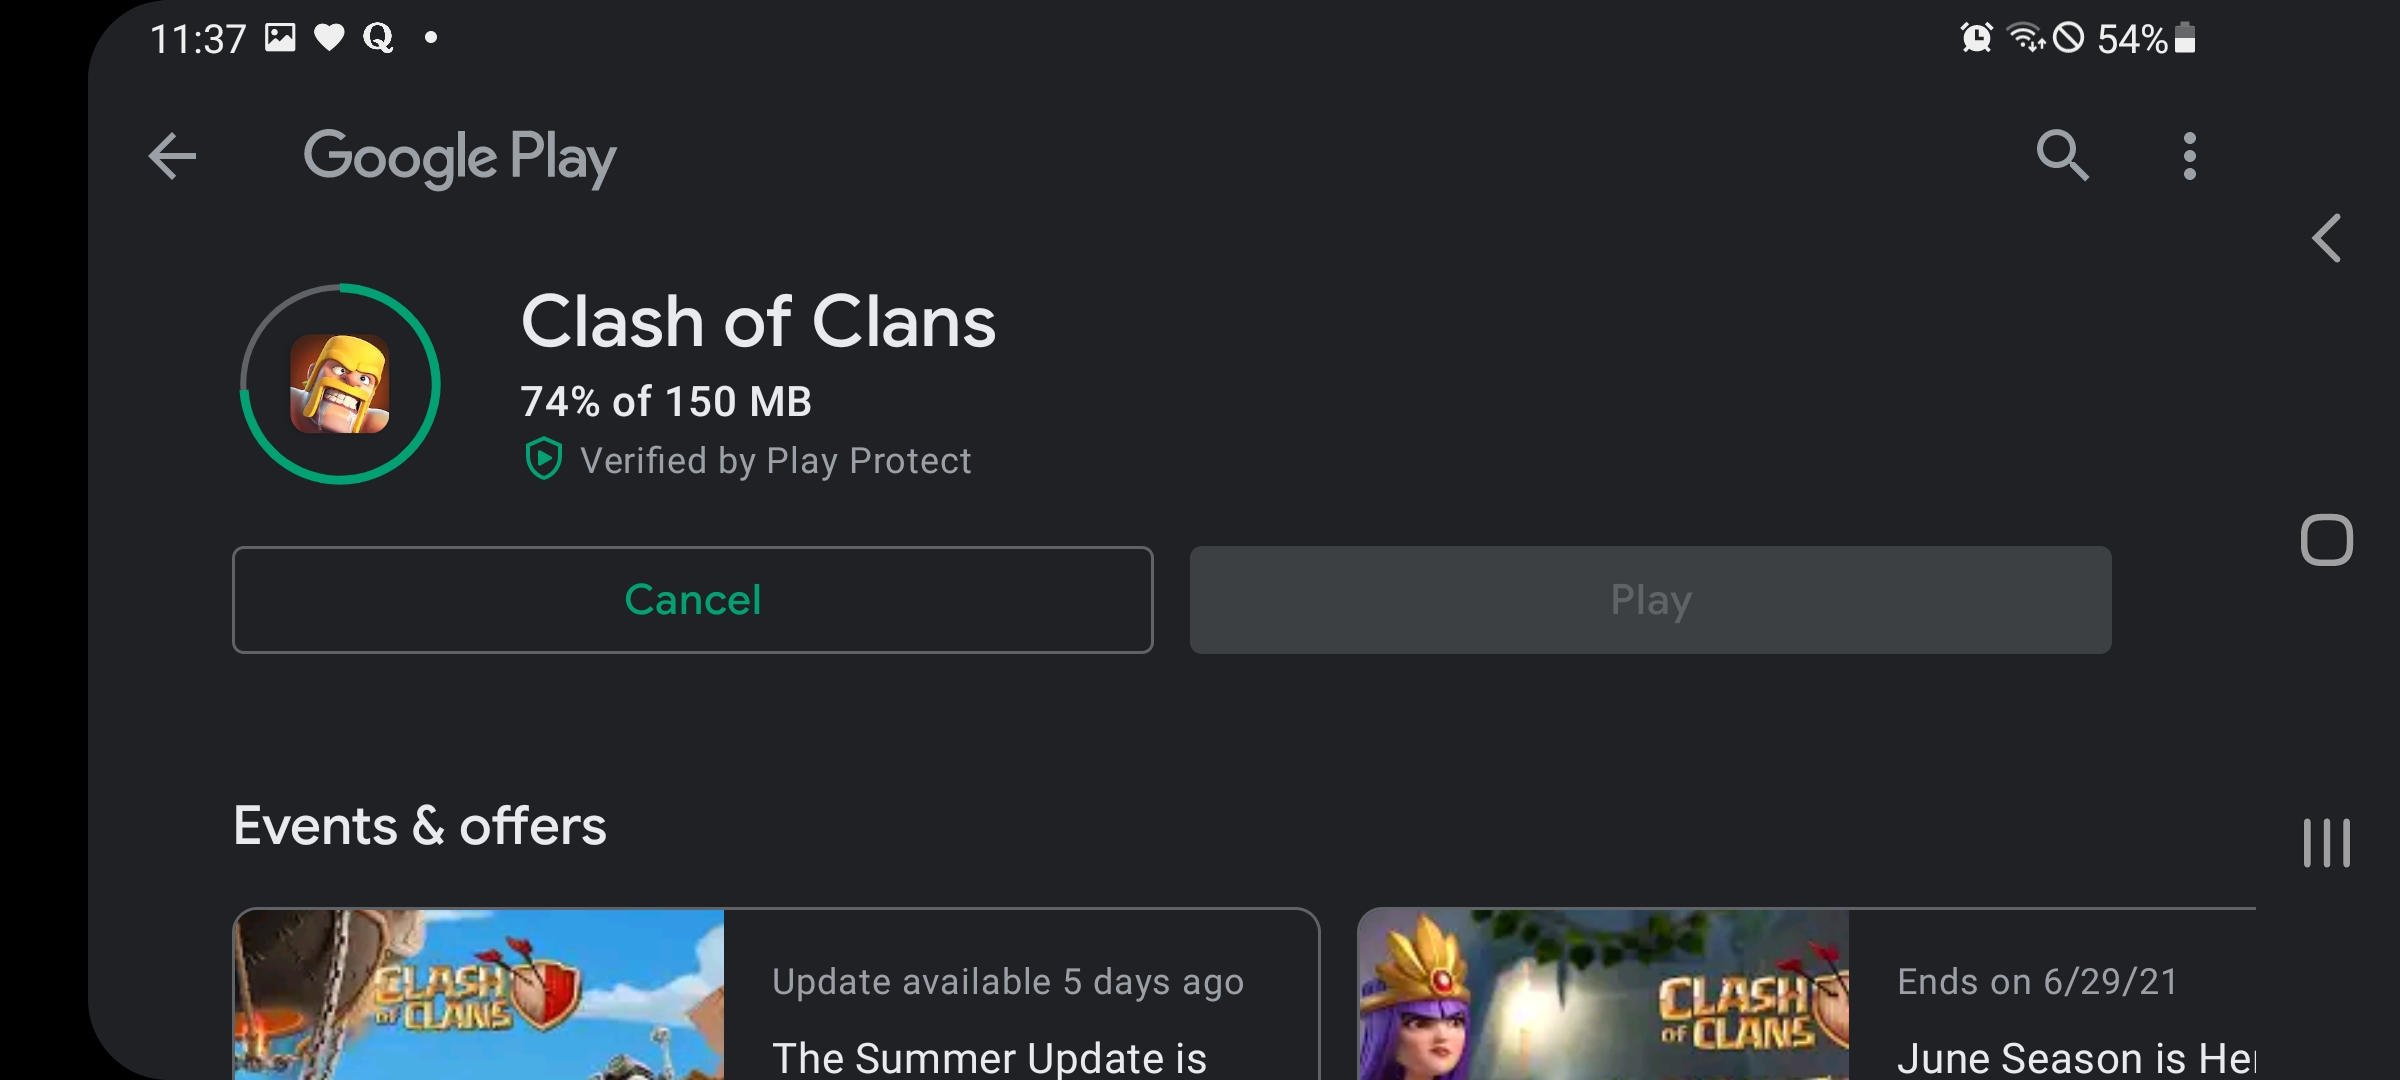 11:37
54%
Google Play
Clash of Clans
74% of 150 MB
Verified by Play Protect
Cancel
Play
Events & offers
CLASH
OF CLANS
Update available 5 days ago
The Summer Update is
CLASH
OF CLANS
Ends on 6/29/21
June Season is Her